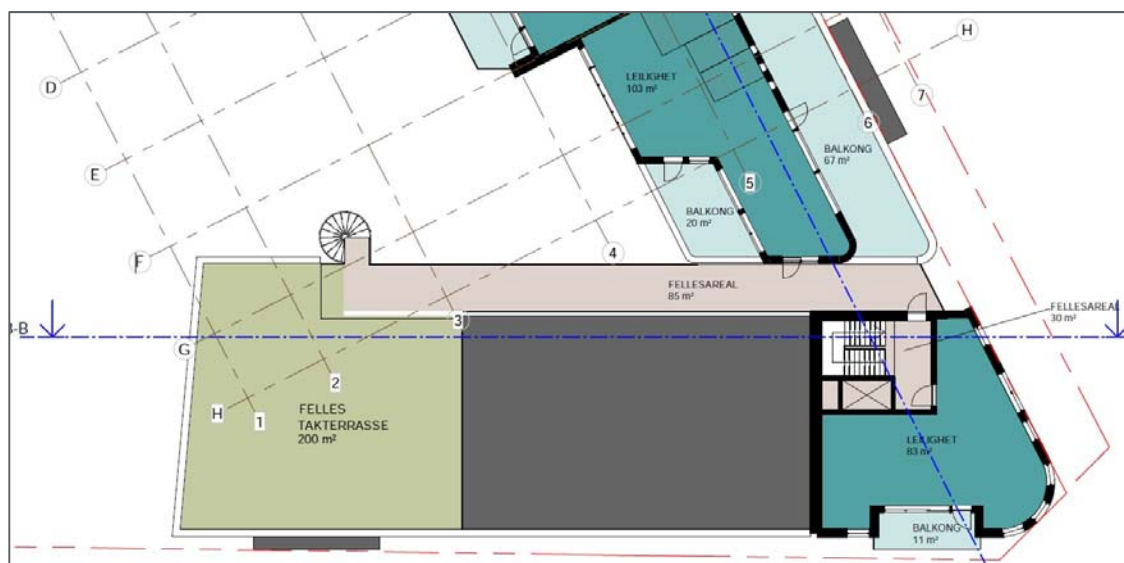 H
D
7
LEILIGHET
103 m²
6
E
BALKONG
67 m²
5
BALKONG
20 m²
F
4
FELLESAREAL
85 m²
FELLESAREAL
30 m²
3
B-B
G
2
H
1
FELLES
TAKTERRASSE
200 m²
LEILIGHET
83 m²
BALKONG
11 m²